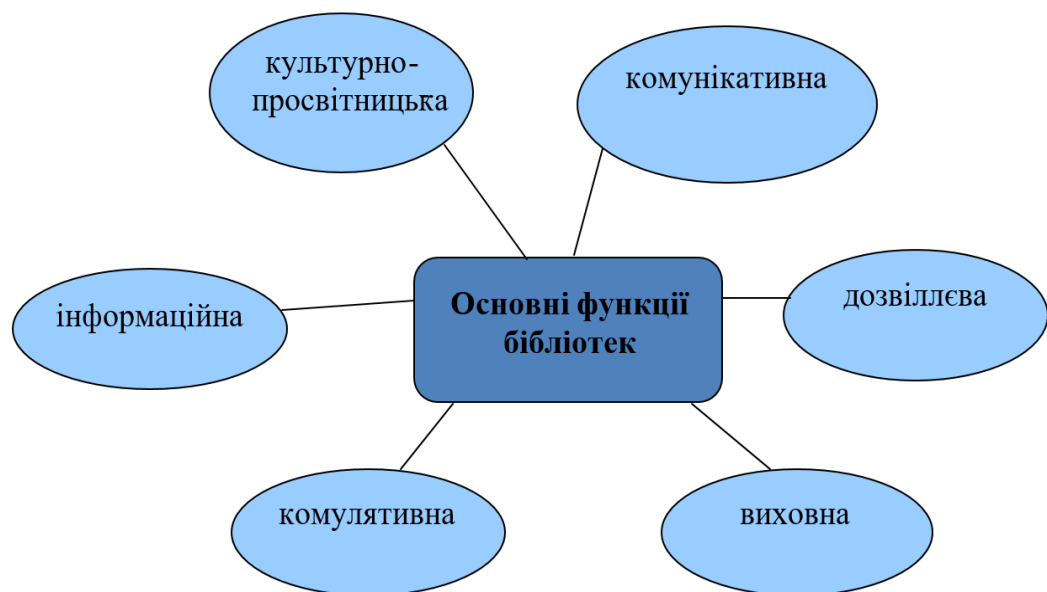 культурно-
просвітницька
комунікативна
інформаційна
Основні функції
бібліотек
дозвіллєва
комулятивна
виховна